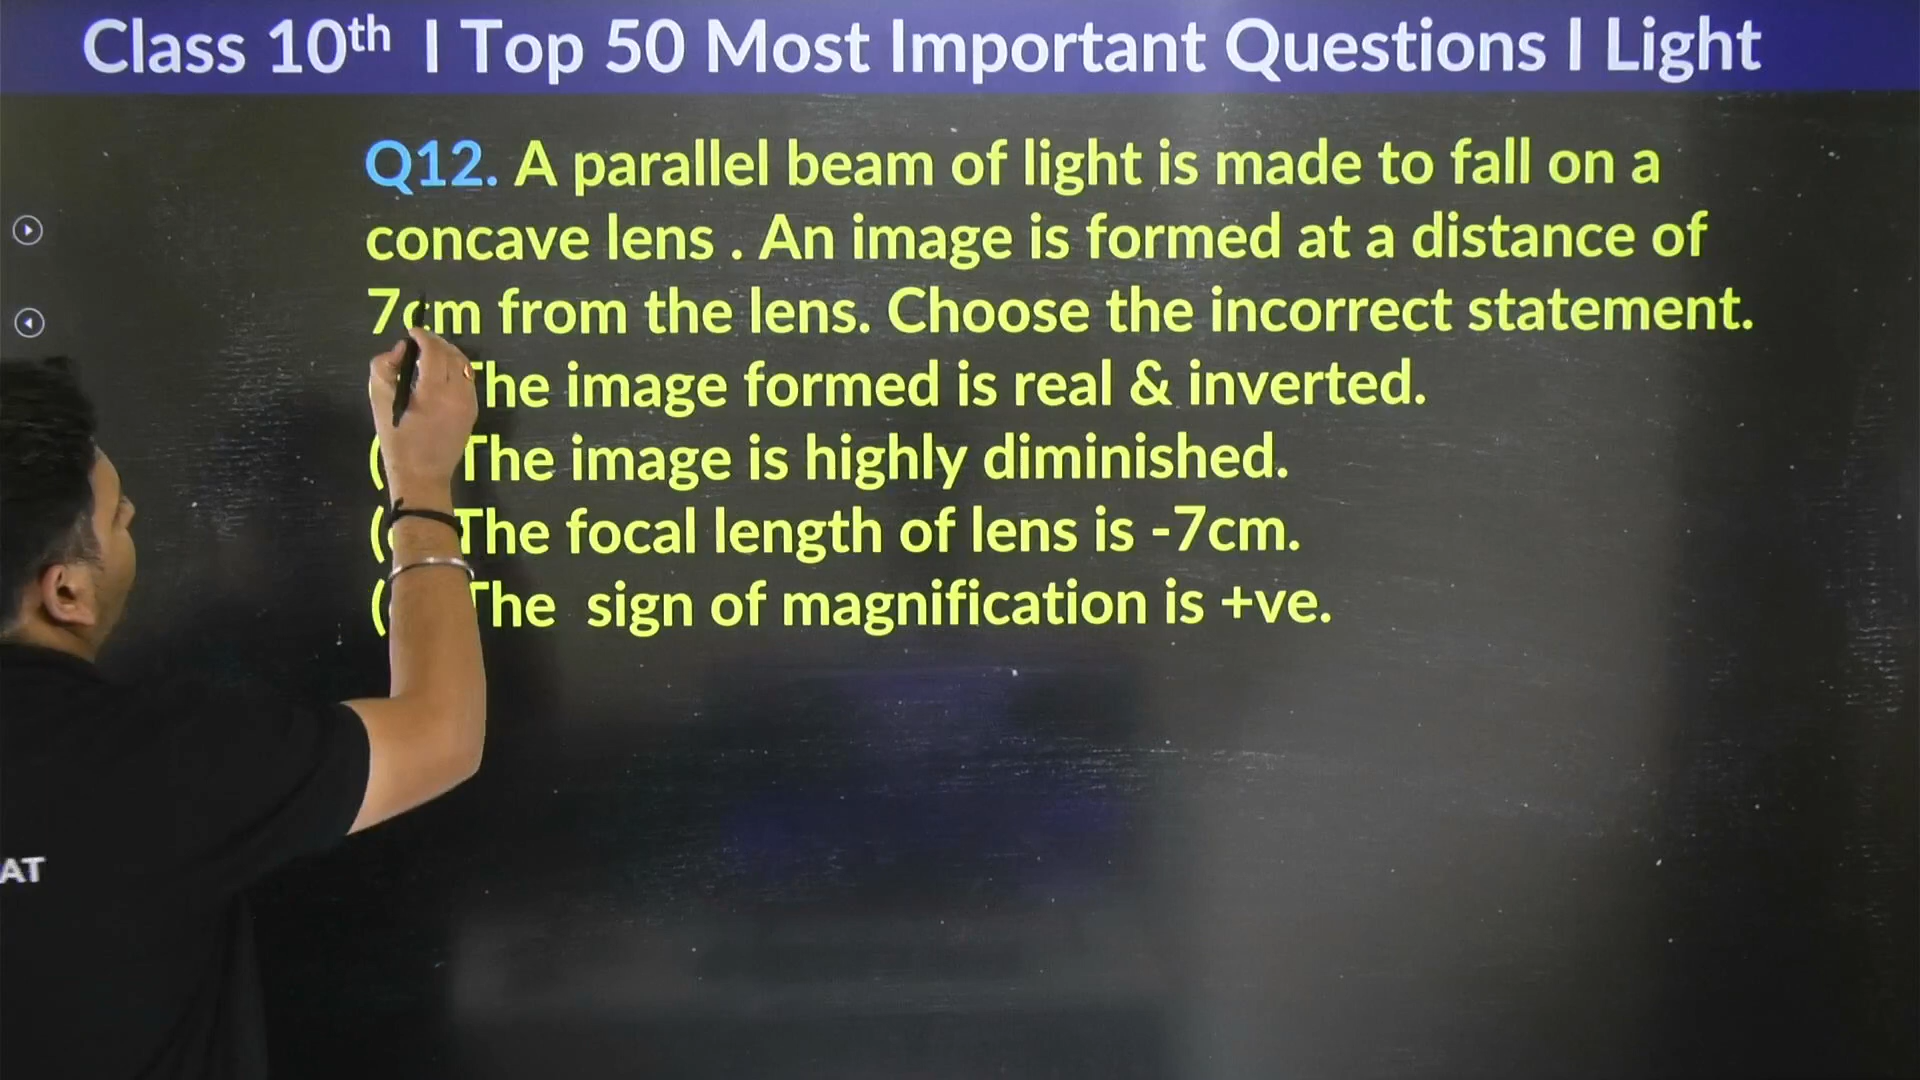 Class 10th I Top 50 Most Important Questions I Light
Q12. A parallel beam of light is made to fall on a
concave lens . An image is formed at a distance of
7cm from the lens. Choose the incorrect statement.
The image formed is real & inverted.
( The image is highly diminished.
( The focal length of lens is -7cm.
( The sign of magnification is +ve.
AT